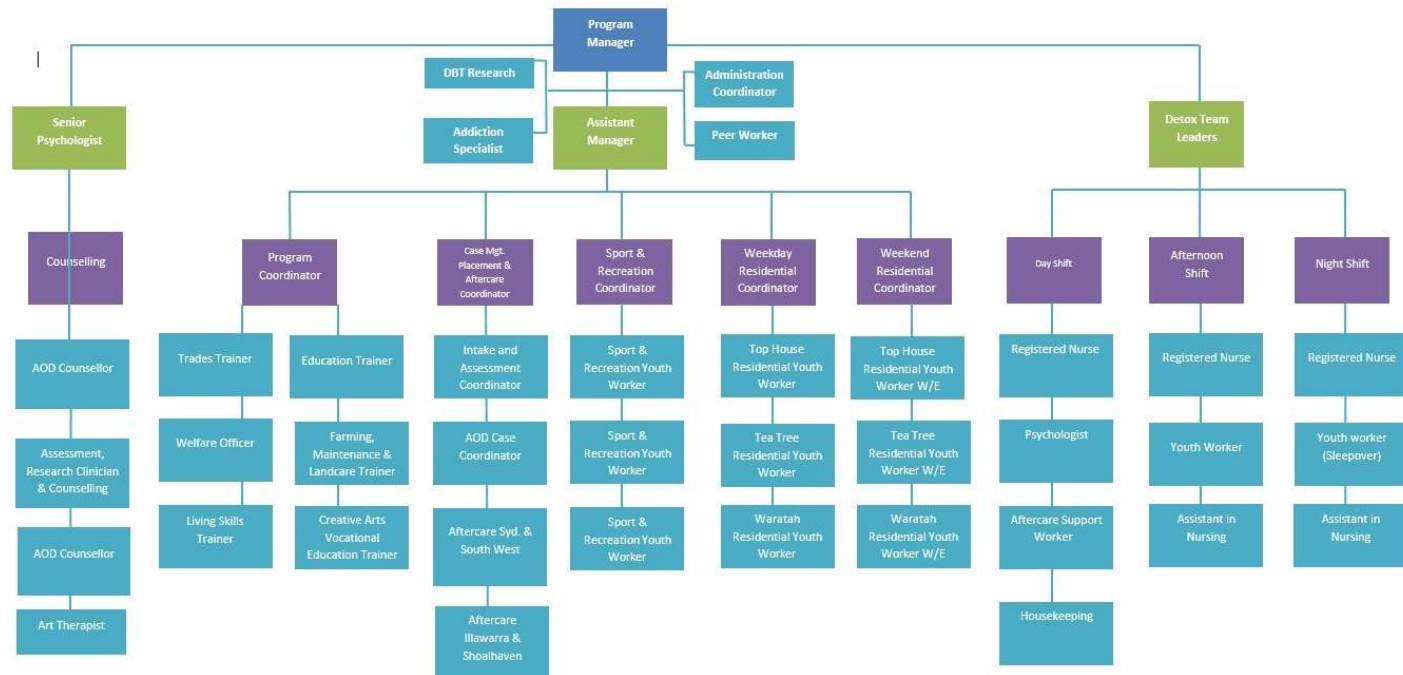 Program
Manager
DBT Research
Administration
Coordinator
Senior
Psychologist
Addiction
Specialist
Assistant
Manager
Peer Worker
Detox Team
Leaders
Counselling
Program
Coordinator
Case Mgt.
Placement &
Aftercare
Coordinator
Sport &
Recreation
Coordinator
Weekday
Residential
Coordinator
Weekend
Residential
Coordinator
Day Shift
Afternoon
Shift
Night Shift
AOD Counsellor
Trades Trainer
Education Trainer
Intake and
Assessment
Coordinator
Sport &
Recreation Youth
Worker
Top House
Residential Youth
Worker
Top House
Residential Youth
Worker W/E
Registered Nurse
Registered Nurse
Registered Nurse
Assessment,
Research Clinician
& Counselling
Welfare Officer
Farming,
Maintenance &
Landcare Trainer
AOD Case
Coordinator
Sport &
Recreation Youth
Worker
Tea Tree
Residential Youth
Worker
Tea Tree
Residential Youth
Worker W/E
Psychologist
Youth Worker
Youth worker
(Sleepover)
AOD Counsellor
Living Skills
Trainer
Creative Arts
Vocational
Education Trainer
Aftercare Syd. &
South West
Sport &
Recreation Youth
Worker
Waratah
Residential Youth
Worker
Waratah
Residential Youth
Worker W/E
Aftercare Support
Worker
Assistant in
Nursing
Assistant in
Nursing
Art Therapist
Aftercare
Illawarra &
Shoalhaven
Housekeeping